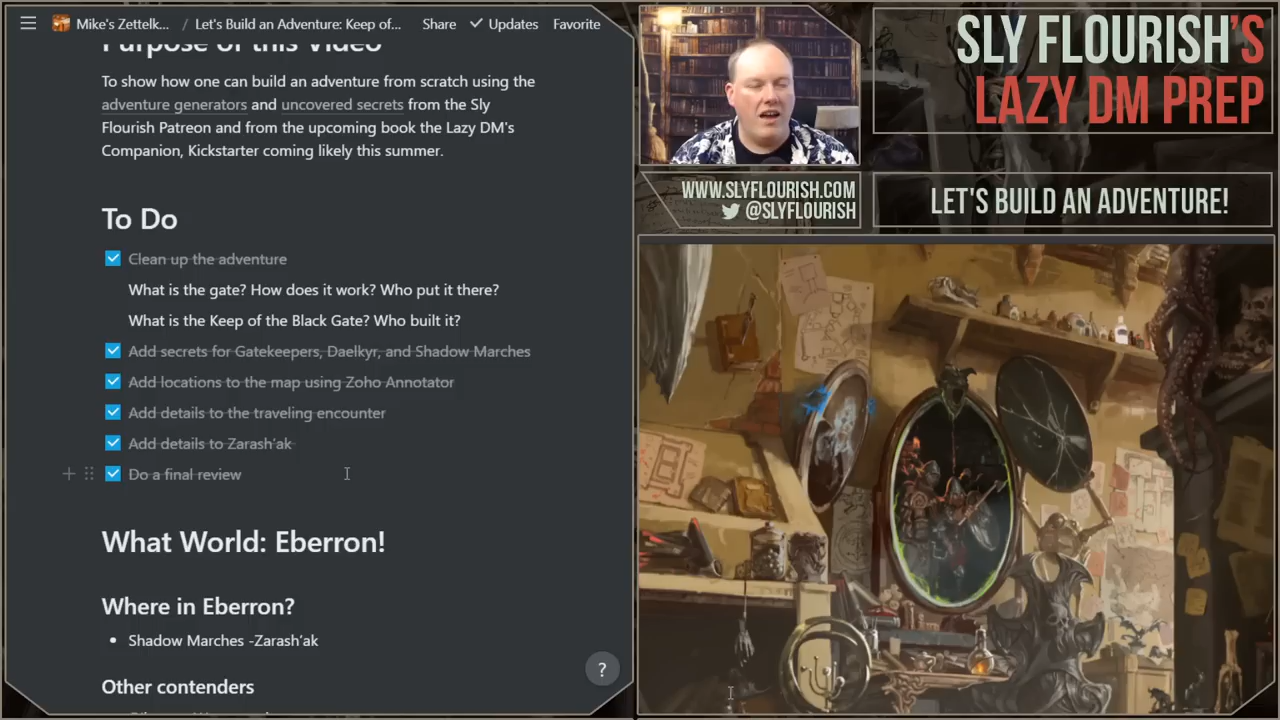 Mike's Zettelk... / Let's Build an Adventure: Keep of... Share Updates Favorite
Purpose of this Video
To show how one can build an adventure from scratch using the
adventure generators and uncovered secrets from the Sly
Flourish Patreon and from the upcoming book the Lazy DM's
Companion, Kickstarter coming likely this summer.
To Do
Clean up the adventure
What is the gate? How does it work? Who put it there?
What is the Keep of the Black Gate? Who built it?
Add secrets for Gatekeepers, Daelkyr, and Shadow Marches
Add locations to the map using Zoho Annotator
Add details to the traveling encounter
Add details to Zarash'ak
Do a final review
What World: Eberron!
Where in Eberron?
Shadow Marches -Zarash'ak
Other contenders
?
SLY FLOURISH'S
LAZY DM PREP
WWW.SLYFLOURISH.COM
@SLYFLOURISH
LET'S BUILD AN ADVENTURE!